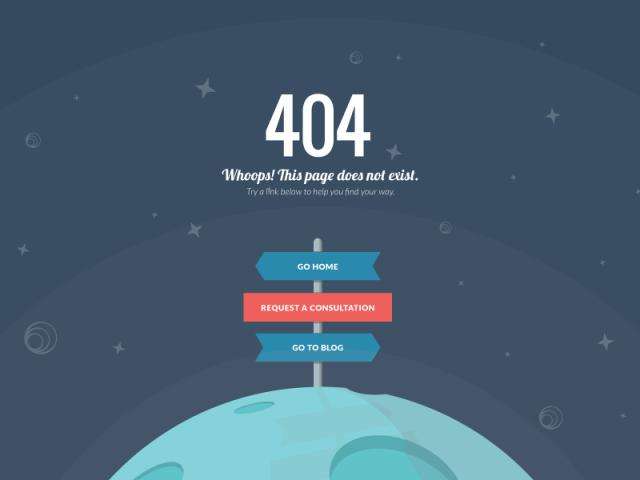 404
Whoops! This page does not exist.
Try a link below to help you find your way.
GO HOME
REQUEST A CONSULTATION
GO TO BLOG